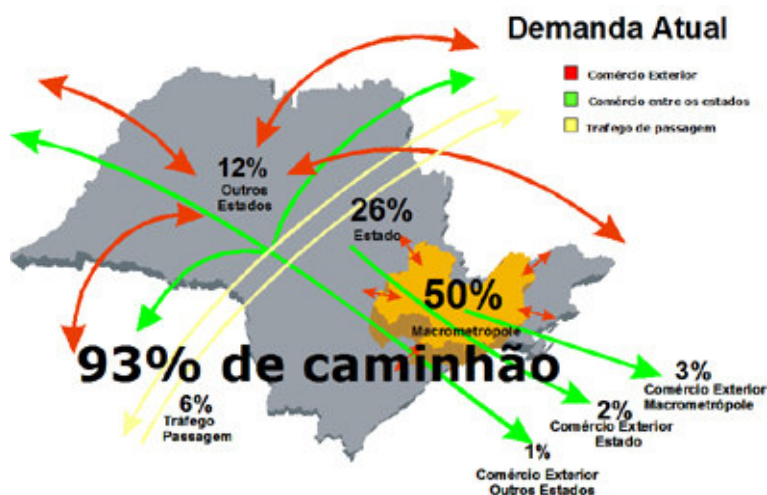 Demanda Atual
Comércio Exterior
Comércio entre os estados
Tráfego de passagem
12%
Outros
Estados
26%
Estado
50%
Macrometrópole
93% de caminhão
6%
Tráfego
Passagem
3%
Comércio Exterior
Macrometrópole
2%
Comércio Exterior
Estado
1%
Comércio Exterior
Outros Estados